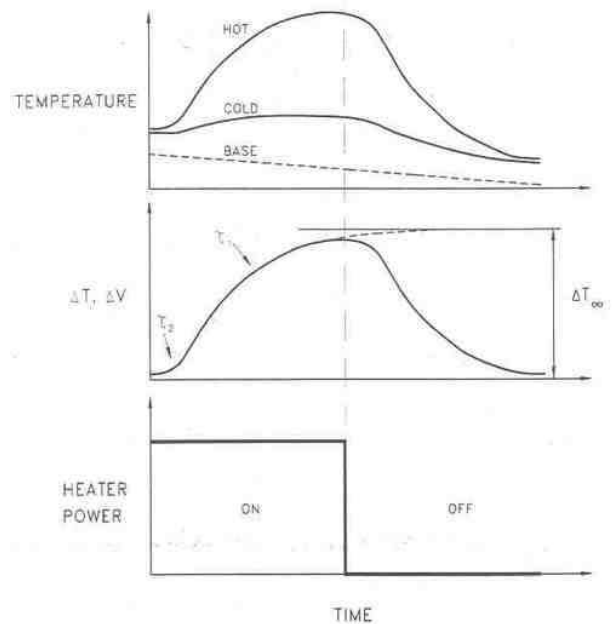 HOT
TEMPERATURE
COLD
BASE
τ₁
ΔT, ΔV
ΔT∞
τ₂
HEATER
POWER
ON
OFF
TIME